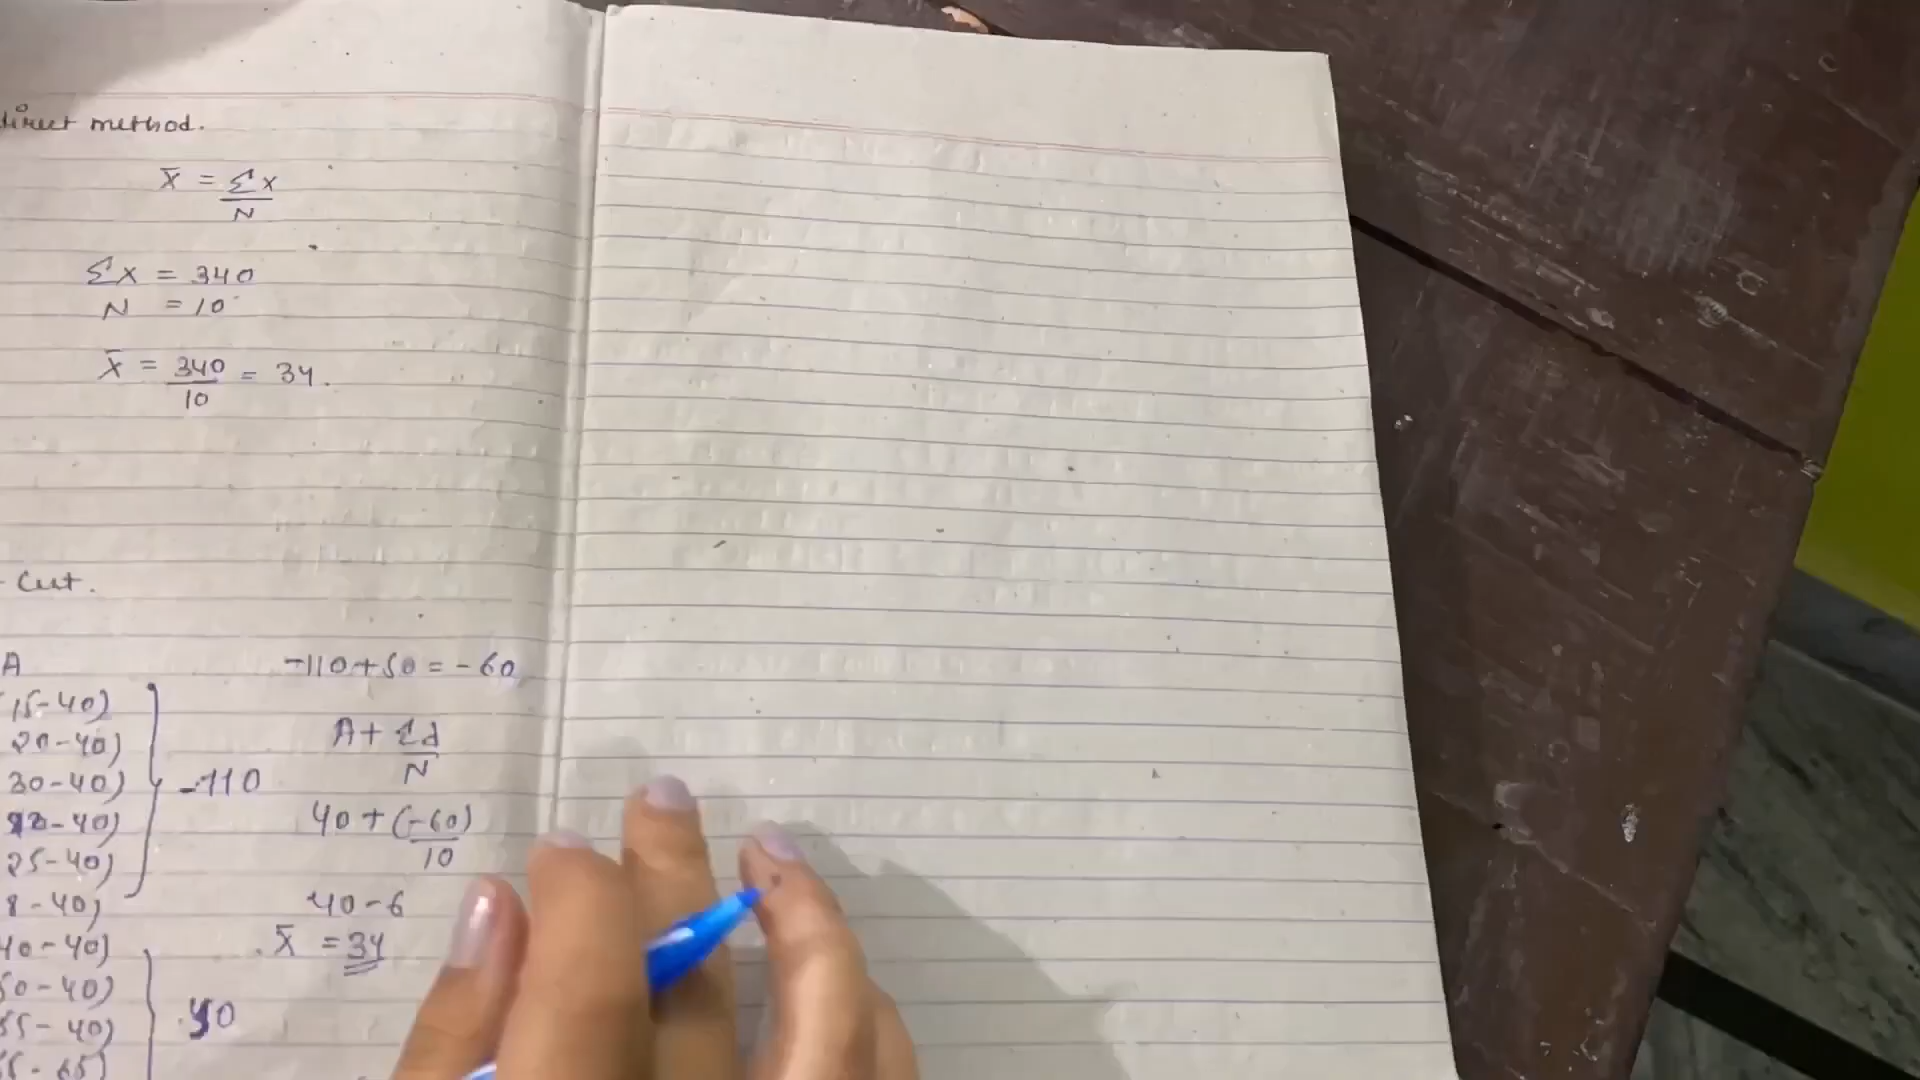 direct method.
X̄ = Σx
N
Σx = 340
N = 10
X̄ = 340 = 34.
10
- Cut.
A
-110+50 = -60
15-40)
A + Σd
N
20-40)
30-40)
-110
40 + (-60)
10
-40)
25-40)
8-40)
40-6
X̄ = 34
40-40)
50-40)
55-40)
50
- 65)